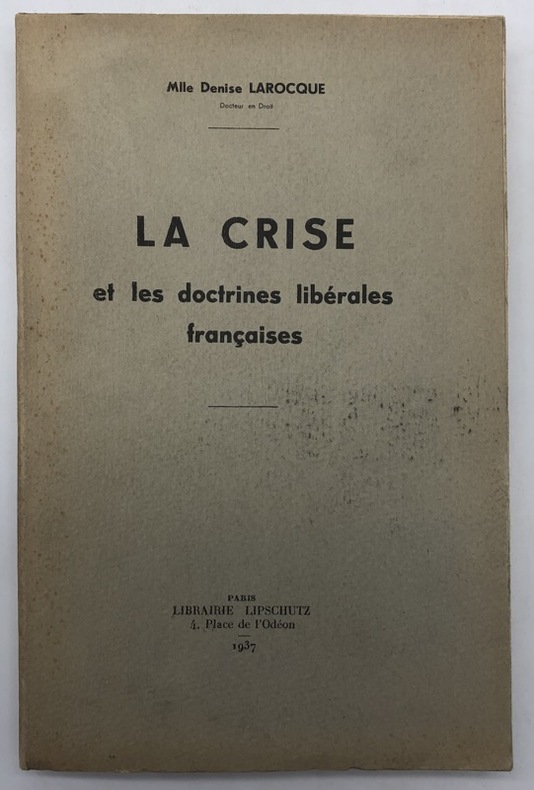 Mlle Denise LAROCQUE
Docteur en Droit
LA CRISE
et les doctrines libérales
françaises
PARIS
LIBRAIRIE LIPSCHUTZ
4, Place de l'Odéon
1937